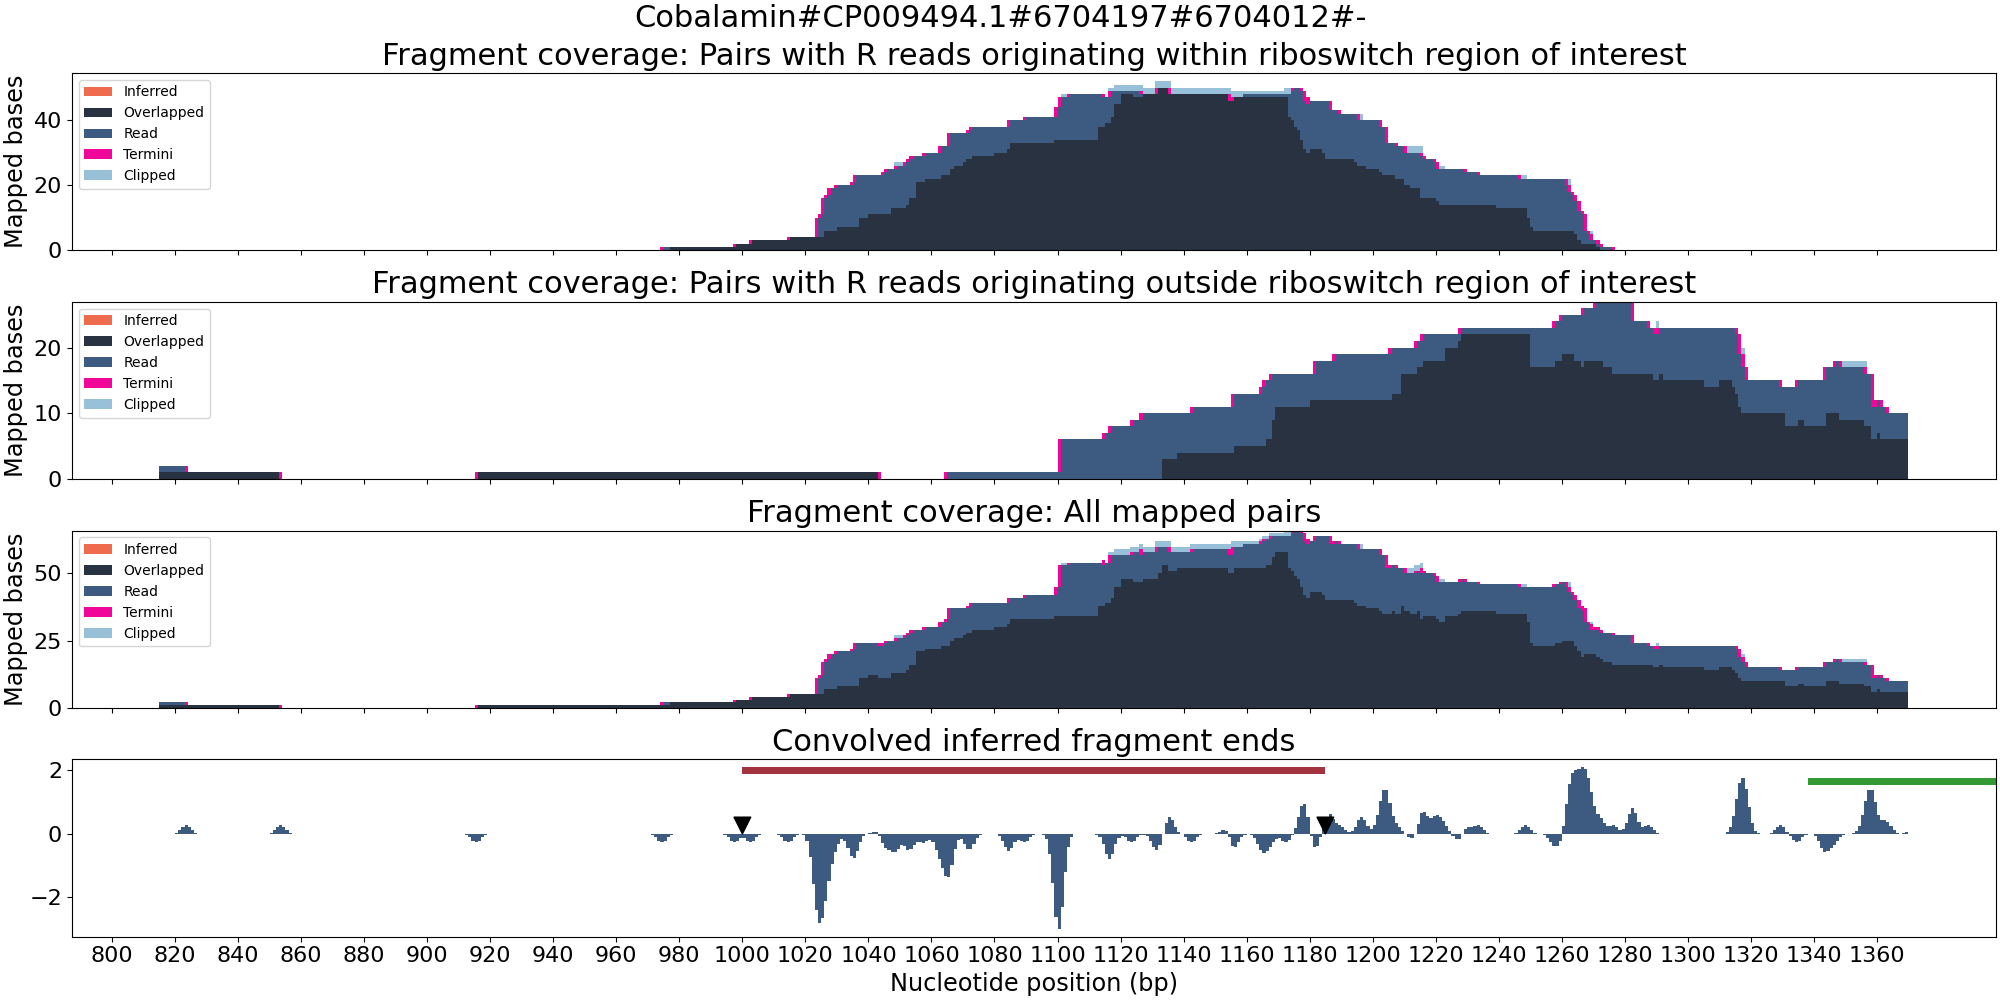 Cobalamin#CP009494.1#6704197#6704012#-
Fragment coverage: Pairs with R reads originating within riboswitch region of interest
Mapped bases
40
20
0
Inferred
Overlapped
Read
Termini
Clipped
Fragment coverage: Pairs with R reads originating outside riboswitch region of interest
Mapped bases
20
10
0
Inferred
Overlapped
Read
Termini
Clipped
Fragment coverage: All mapped pairs
Mapped bases
50
25
0
Inferred
Overlapped
Read
Termini
Clipped
Convolved inferred fragment ends
2
0
−2
800 820 840 860 880 900 920 940 960 980 1000 1020 1040 1060 1080 1100 1120 1140 1160 1180 1200 1220 1240 1260 1280 1300 1320 1340 1360
Nucleotide position (bp)